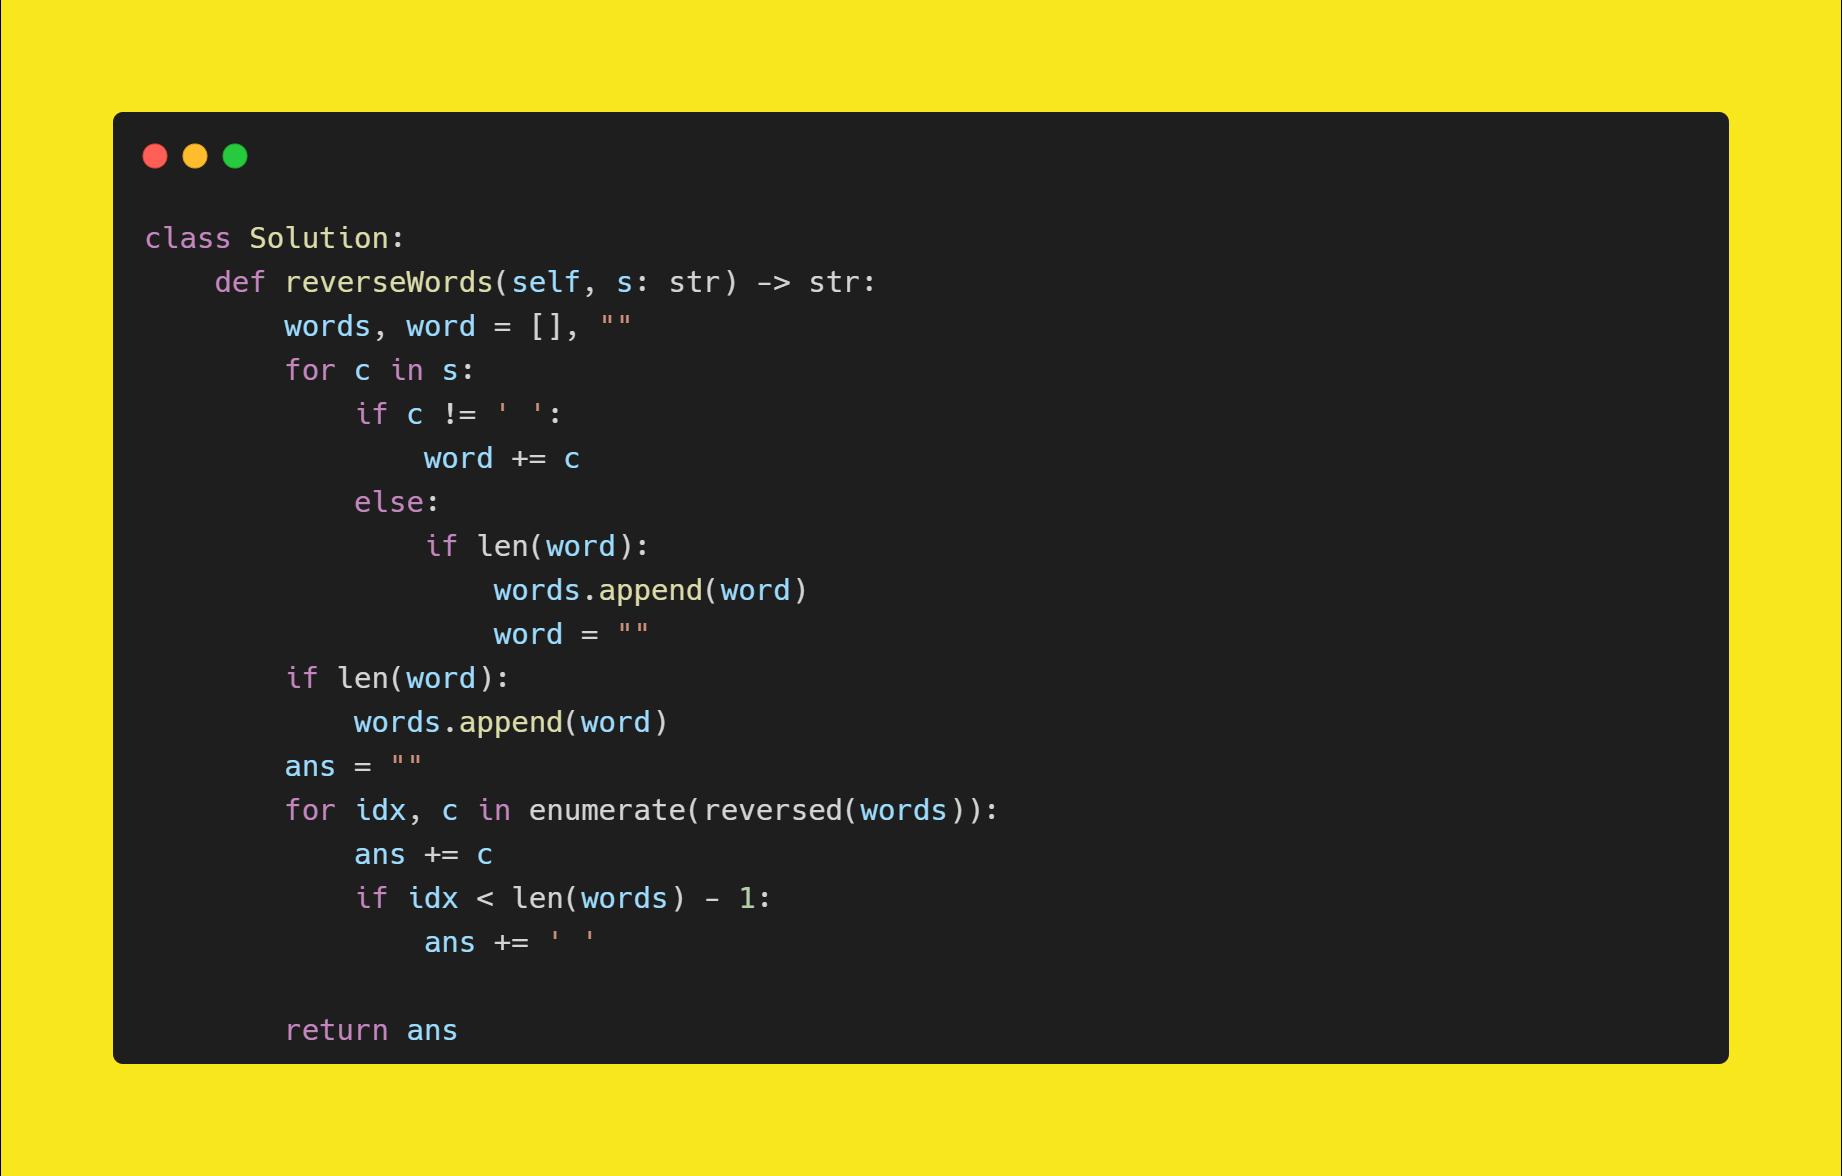 class Solution:
    def reverseWords(self, s: str) -> str:
        words, word = [], ""
        for c in s:
            if c != ' ':
                word += c
            else:
                if len(word):
                    words.append(word)
                    word = ""
        if len(word):
            words.append(word)
        ans = ""
        for idx, c in enumerate(reversed(words)):
            ans += c
            if idx < len(words) - 1:
                ans += ' '

        return ans